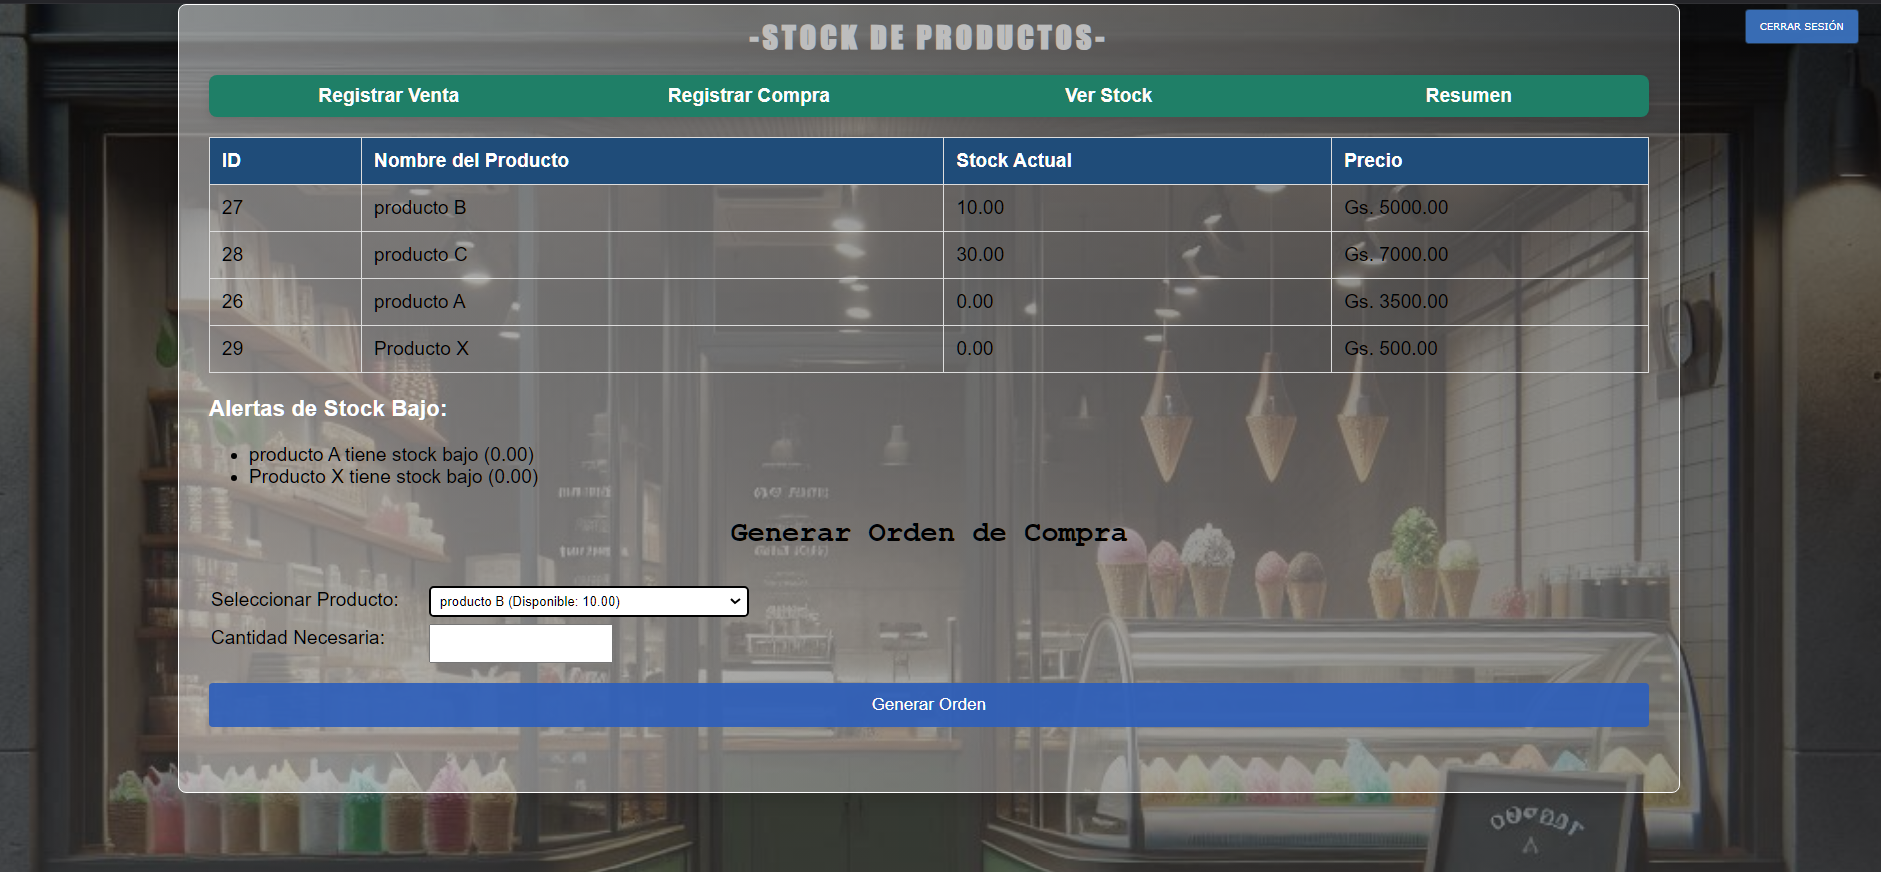 -STOCK DE PRODUCTOS-
CERRAR SESIÓN
Registrar Venta Registrar Compra Ver Stock Resumen
ID Nombre del Producto Stock Actual Precio
27 producto B 10.00 Gs. 5000.00
28 producto C 30.00 Gs. 7000.00
26 producto A 0.00 Gs. 3500.00
29 Producto X 0.00 Gs. 500.00
Alertas de Stock Bajo:
• producto A tiene stock bajo (0.00)
• Producto X tiene stock bajo (0.00)
Generar Orden de Compra
Seleccionar Producto: producto B (Disponible: 10.00)
Cantidad Necesaria:
Generar Orden